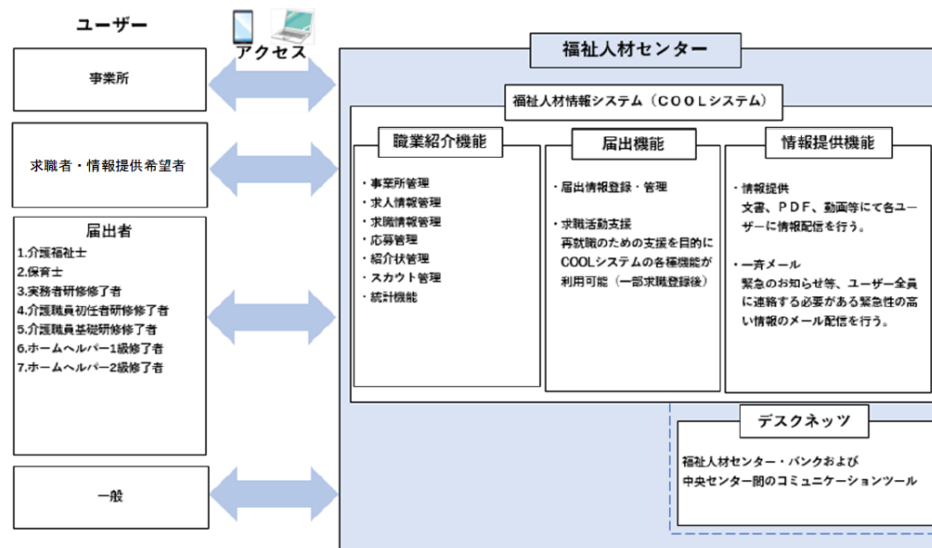 ユーザー
アクセス
事業所
求職者・情報提供希望者
届出者
1.介護福祉士
2.保育士
3.実務者研修修了者
4.介護職員初任者研修修了者
5.介護職員基礎研修修了者
6.ホームヘルパー1級修了者
7.ホームヘルパー2級修了者
一般
福祉人材センター
福祉人材情報システム（COOLシステム）
職業紹介機能
・事業所管理
・求人情報管理
・求職情報管理
・応募管理
・紹介状管理
・スカウト管理
・統計機能
届出機能
・届出情報登録・管理
・求職活動支援
再就職のための支援を目的に
COOLシステムの各種機能が
利用可能（一部求職登録後）
情報提供機能
・情報提供
文書、ＰＤＦ、動画等にて各ユー
ザーに情報配信を行う。
・一斉メール
緊急のお知らせ等、ユーザー全員
に連絡する必要がある緊急性の高
い情報のメール配信を行う。
デスクネッツ
福祉人材センター・バンクおよび
中央センター間のコミュニケーションツール